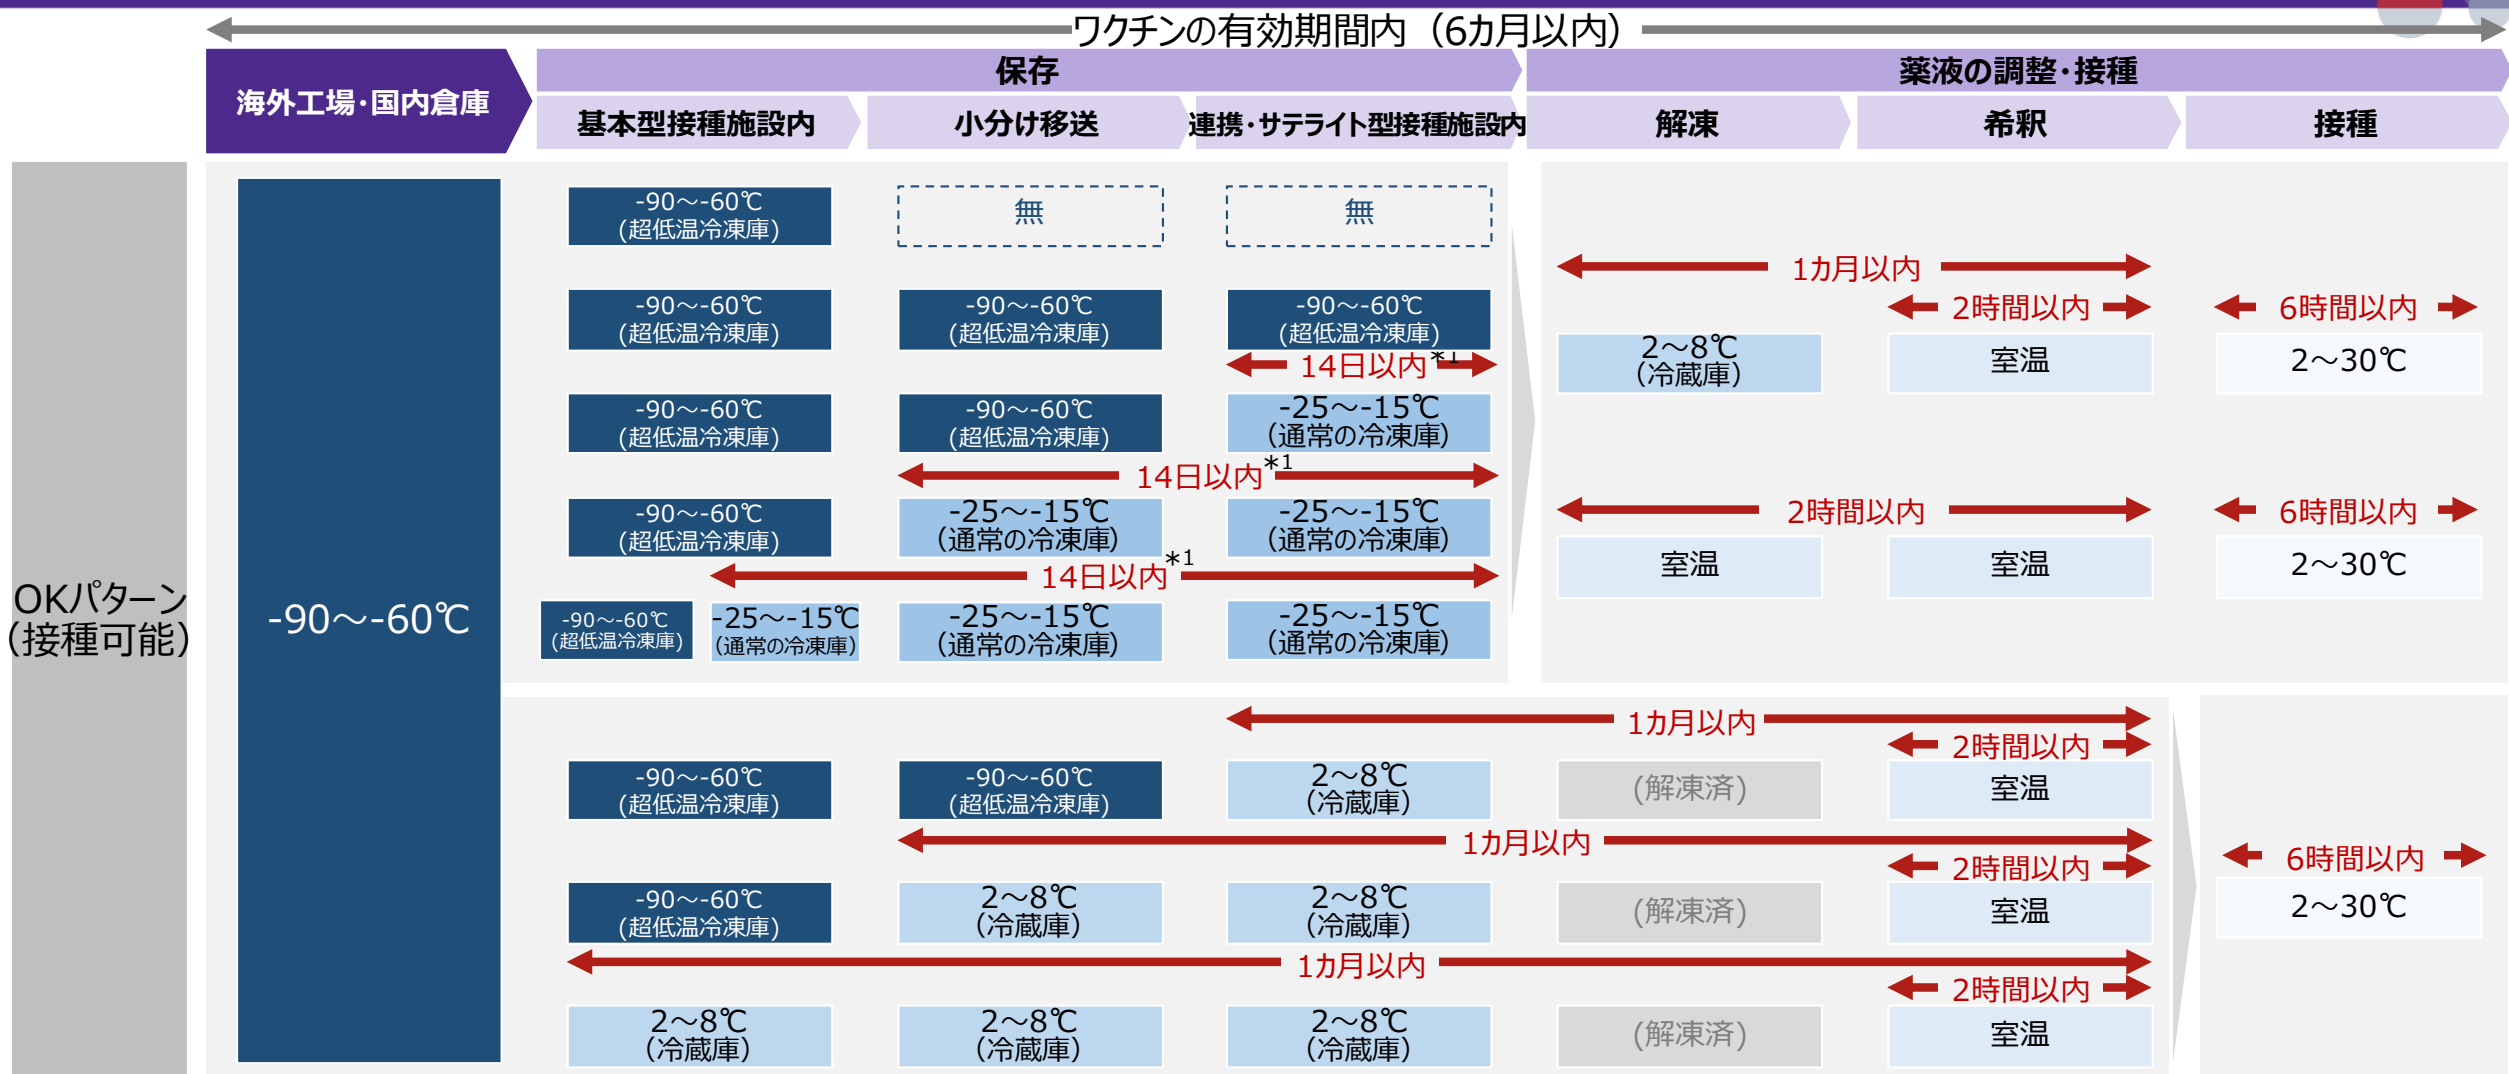 ワクチンの有効期間内（6カ月以内）
海外工場・国内倉庫
保存
薬液の調整・接種
基本型接種施設内
小分け移送
連携・サテライト型接種施設内
解凍
希釈
接種
OKパターン
（接種可能）
-90～-60℃
-90～-60℃
(超低温冷凍庫)
無
無
-90～-60℃
(超低温冷凍庫)
-90～-60℃
(超低温冷凍庫)
-90～-60℃
(超低温冷凍庫)
14日以内*1
-90～-60℃
(超低温冷凍庫)
-90～-60℃
(超低温冷凍庫)
-25～-15℃
（通常の冷凍庫）
14日以内*1
-90～-60℃
(超低温冷凍庫)
-25～-15℃
（通常の冷凍庫）
-25～-15℃
（通常の冷凍庫）
14日以内*1
-90～-60℃
(超低温冷凍庫)
-25～-15℃
（通常の冷凍庫）
-25～-15℃
（通常の冷凍庫）
-25～-15℃
（通常の冷凍庫）
1カ月以内
2時間以内
6時間以内
2～8℃
（冷蔵庫）
室温
2～30℃
2時間以内
6時間以内
室温
室温
2～30℃
1カ月以内
2時間以内
-90～-60℃
(超低温冷凍庫)
-90～-60℃
(超低温冷凍庫)
2～8℃
（冷蔵庫）
(解凍済)
室温
1カ月以内
2時間以内
-90～-60℃
(超低温冷凍庫)
2～8℃
（冷蔵庫）
2～8℃
（冷蔵庫）
(解凍済)
室温
6時間以内
2～30℃
1カ月以内
2時間以内
2～8℃
（冷蔵庫）
2～8℃
（冷蔵庫）
2～8℃
（冷蔵庫）
(解凍済)
室温